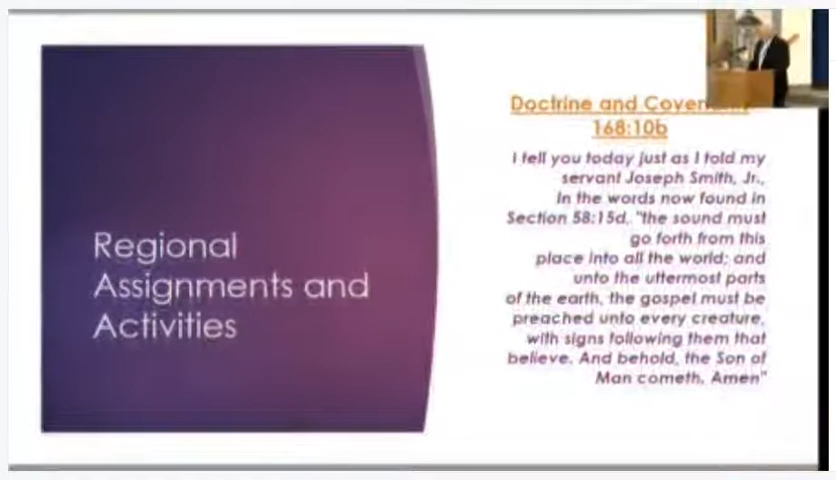 Regional
Assignments and
Activities
Doctrine and
168:10b
I tell you today just as I told my
servant Joseph Smith, Jr.,
In the words now found in
Section 58:15d, "the sound must
go forth from this
place into all the world; and
unto the uttermost parts
of the earth, the gospel must be
preached unto every creature,
with signs following them that
believe. And behold, the Son of
Man cometh. Amen"